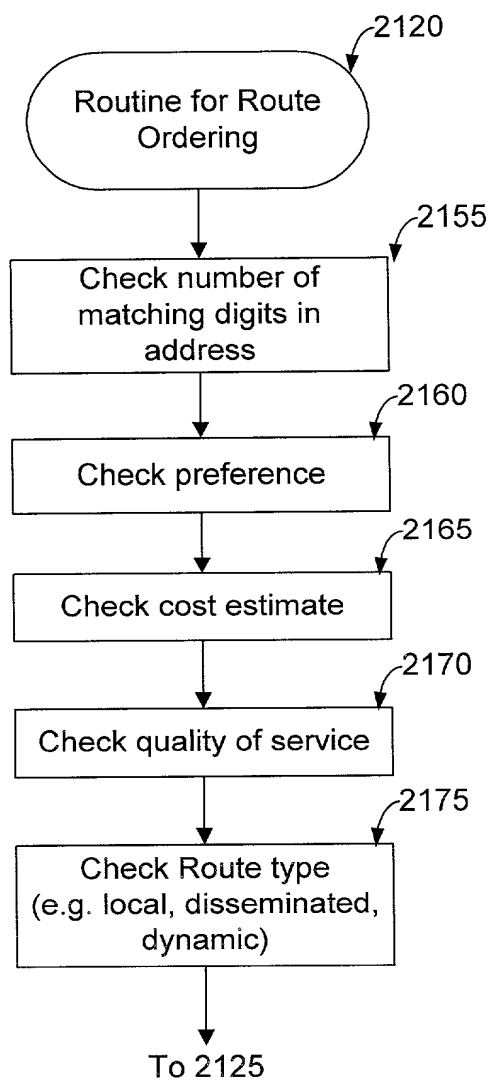 2120
Routine for Route
Ordering
2155
Check number of
matching digits in
address
2160
Check preference
2165
Check cost estimate
2170
Check quality of service
2175
Check Route type
(e.g. local, disseminated,
dynamic)
To 2125